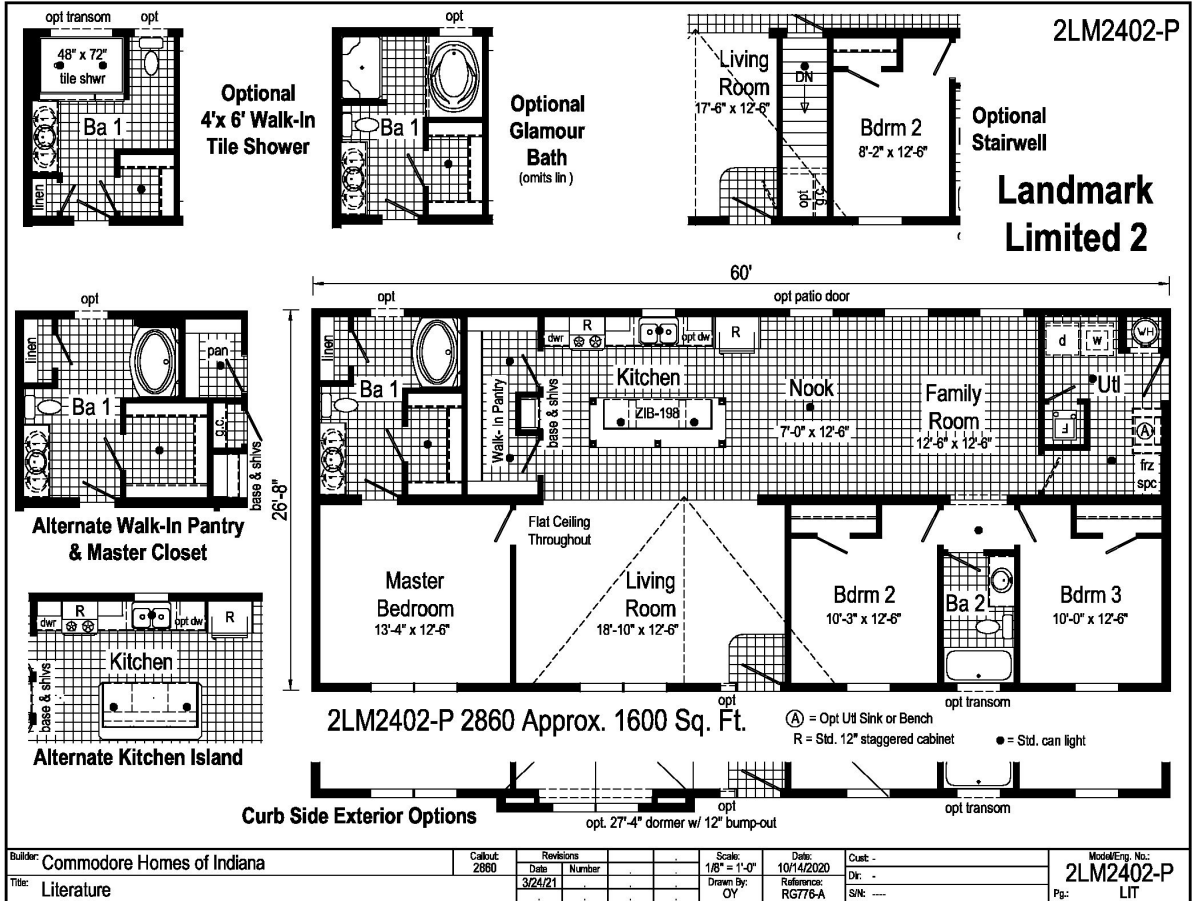 2LM2402-P
opt transom
opt
48" x 72"
tile shwr
Ba 1
linen
Optional
4'x 6' Walk-In
Tile Shower
opt
Ba 1
Optional
Glamour
Bath
(omits lin )
Living
Room
17'-6" x 12'-6"
DN
opt
g.c.
Bdrm 2
8'-2" x 12'-6"
Optional
Stairwell
Landmark
Limited 2
opt
linen
pan
Ba 1
g.c.
base & shlvs
Alternate Walk-In Pantry
& Master Closet
R
dwr
opt dw
R
Kitchen
base & shlvs
Alternate Kitchen Island
60'
26'-8"
opt
opt patio door
linen
Ba 1
Walk- In Pantry
base & shlvs
dwr
R
opt dw
R
Kitchen
ZIB-198
Nook
7'-0" x 12'-6"
Family
Room
12'-6" x 12'-6"
d
w
WH
Utl
A
frz
spc
Flat Ceiling
Throughout
Master
Bedroom
13'-4" x 12'-6"
Living
Room
18'-10" x 12'-6"
Bdrm 2
10'-3" x 12'-6"
Ba 2
Bdrm 3
10'-0" x 12'-6"
opt
opt transom
2LM2402-P 2860 Approx. 1600 Sq. Ft.
A = Opt Utl Sink or Bench
R = Std. 12" staggered cabinet
● = Std. can light
Curb Side Exterior Options
opt
opt. 27'-4" dormer w/ 12" bump-out
opt transom
Builder: Commodore Homes of Indiana
Title: Literature
Callout:
2860
Revisions
Date Number
3/24/21
Scale:
1/8" = 1'-0"
Drawn By:
OY
Date:
10/14/2020
Reference:
RG776-A
Cust: -
Dir: -
S/N: ----
Model/Eng. No.:
2LM2402-P
Pg.: LIT